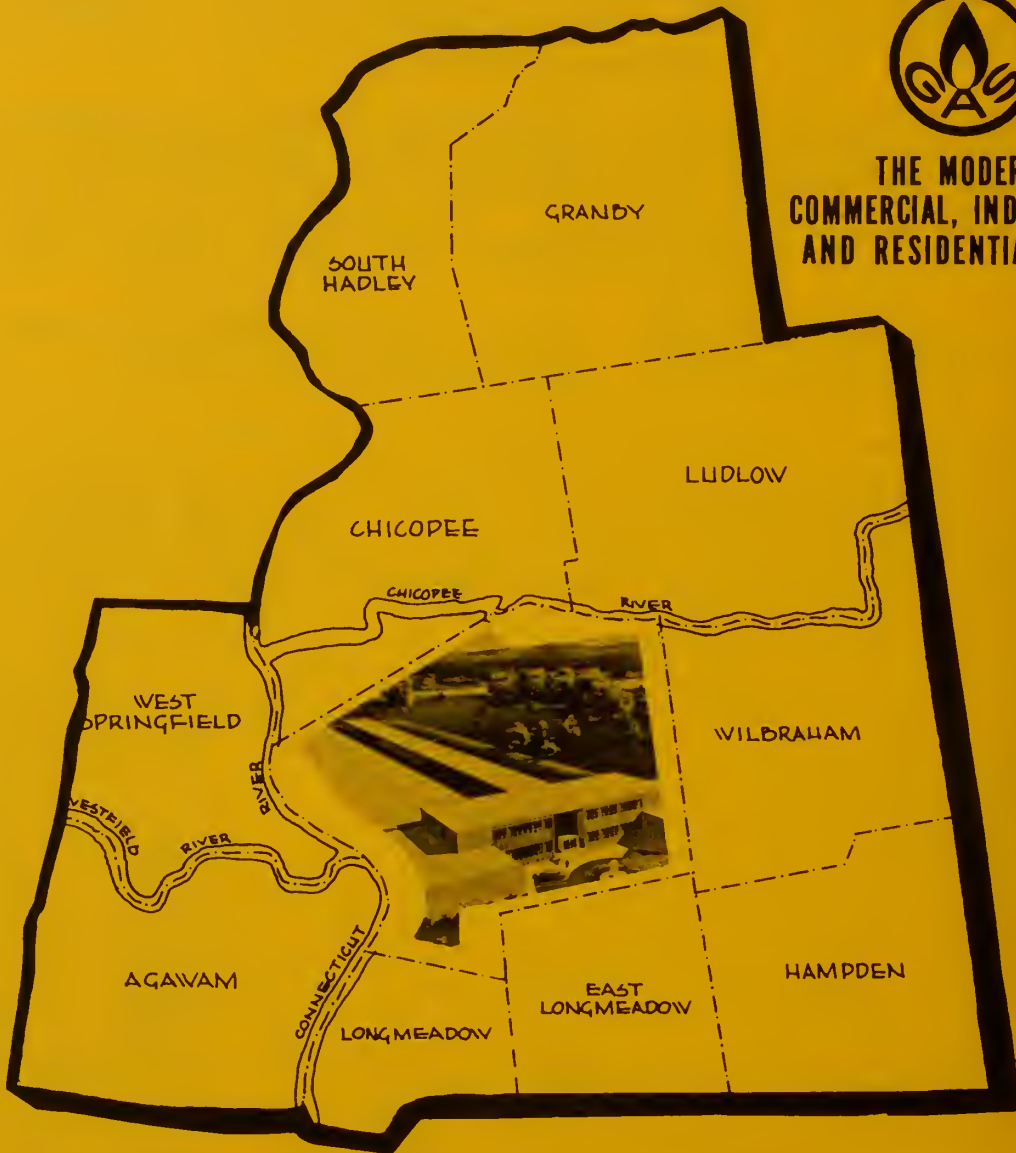 GAS
THE MODER
COMMERCIAL, IND
AND RESIDENTIA
GRANBY
SOUTH
HADLEY
LUDLOW
CHICOPEE
CHICOPEE
RIVER
WEST
SPRINGFIELD
WILBRAHAM
RIVER
WESTFIELD
RIVER
AGAWAM
CONNECTICUT
HAMPDEN
EAST
LONGMEADOW
LONGMEADOW